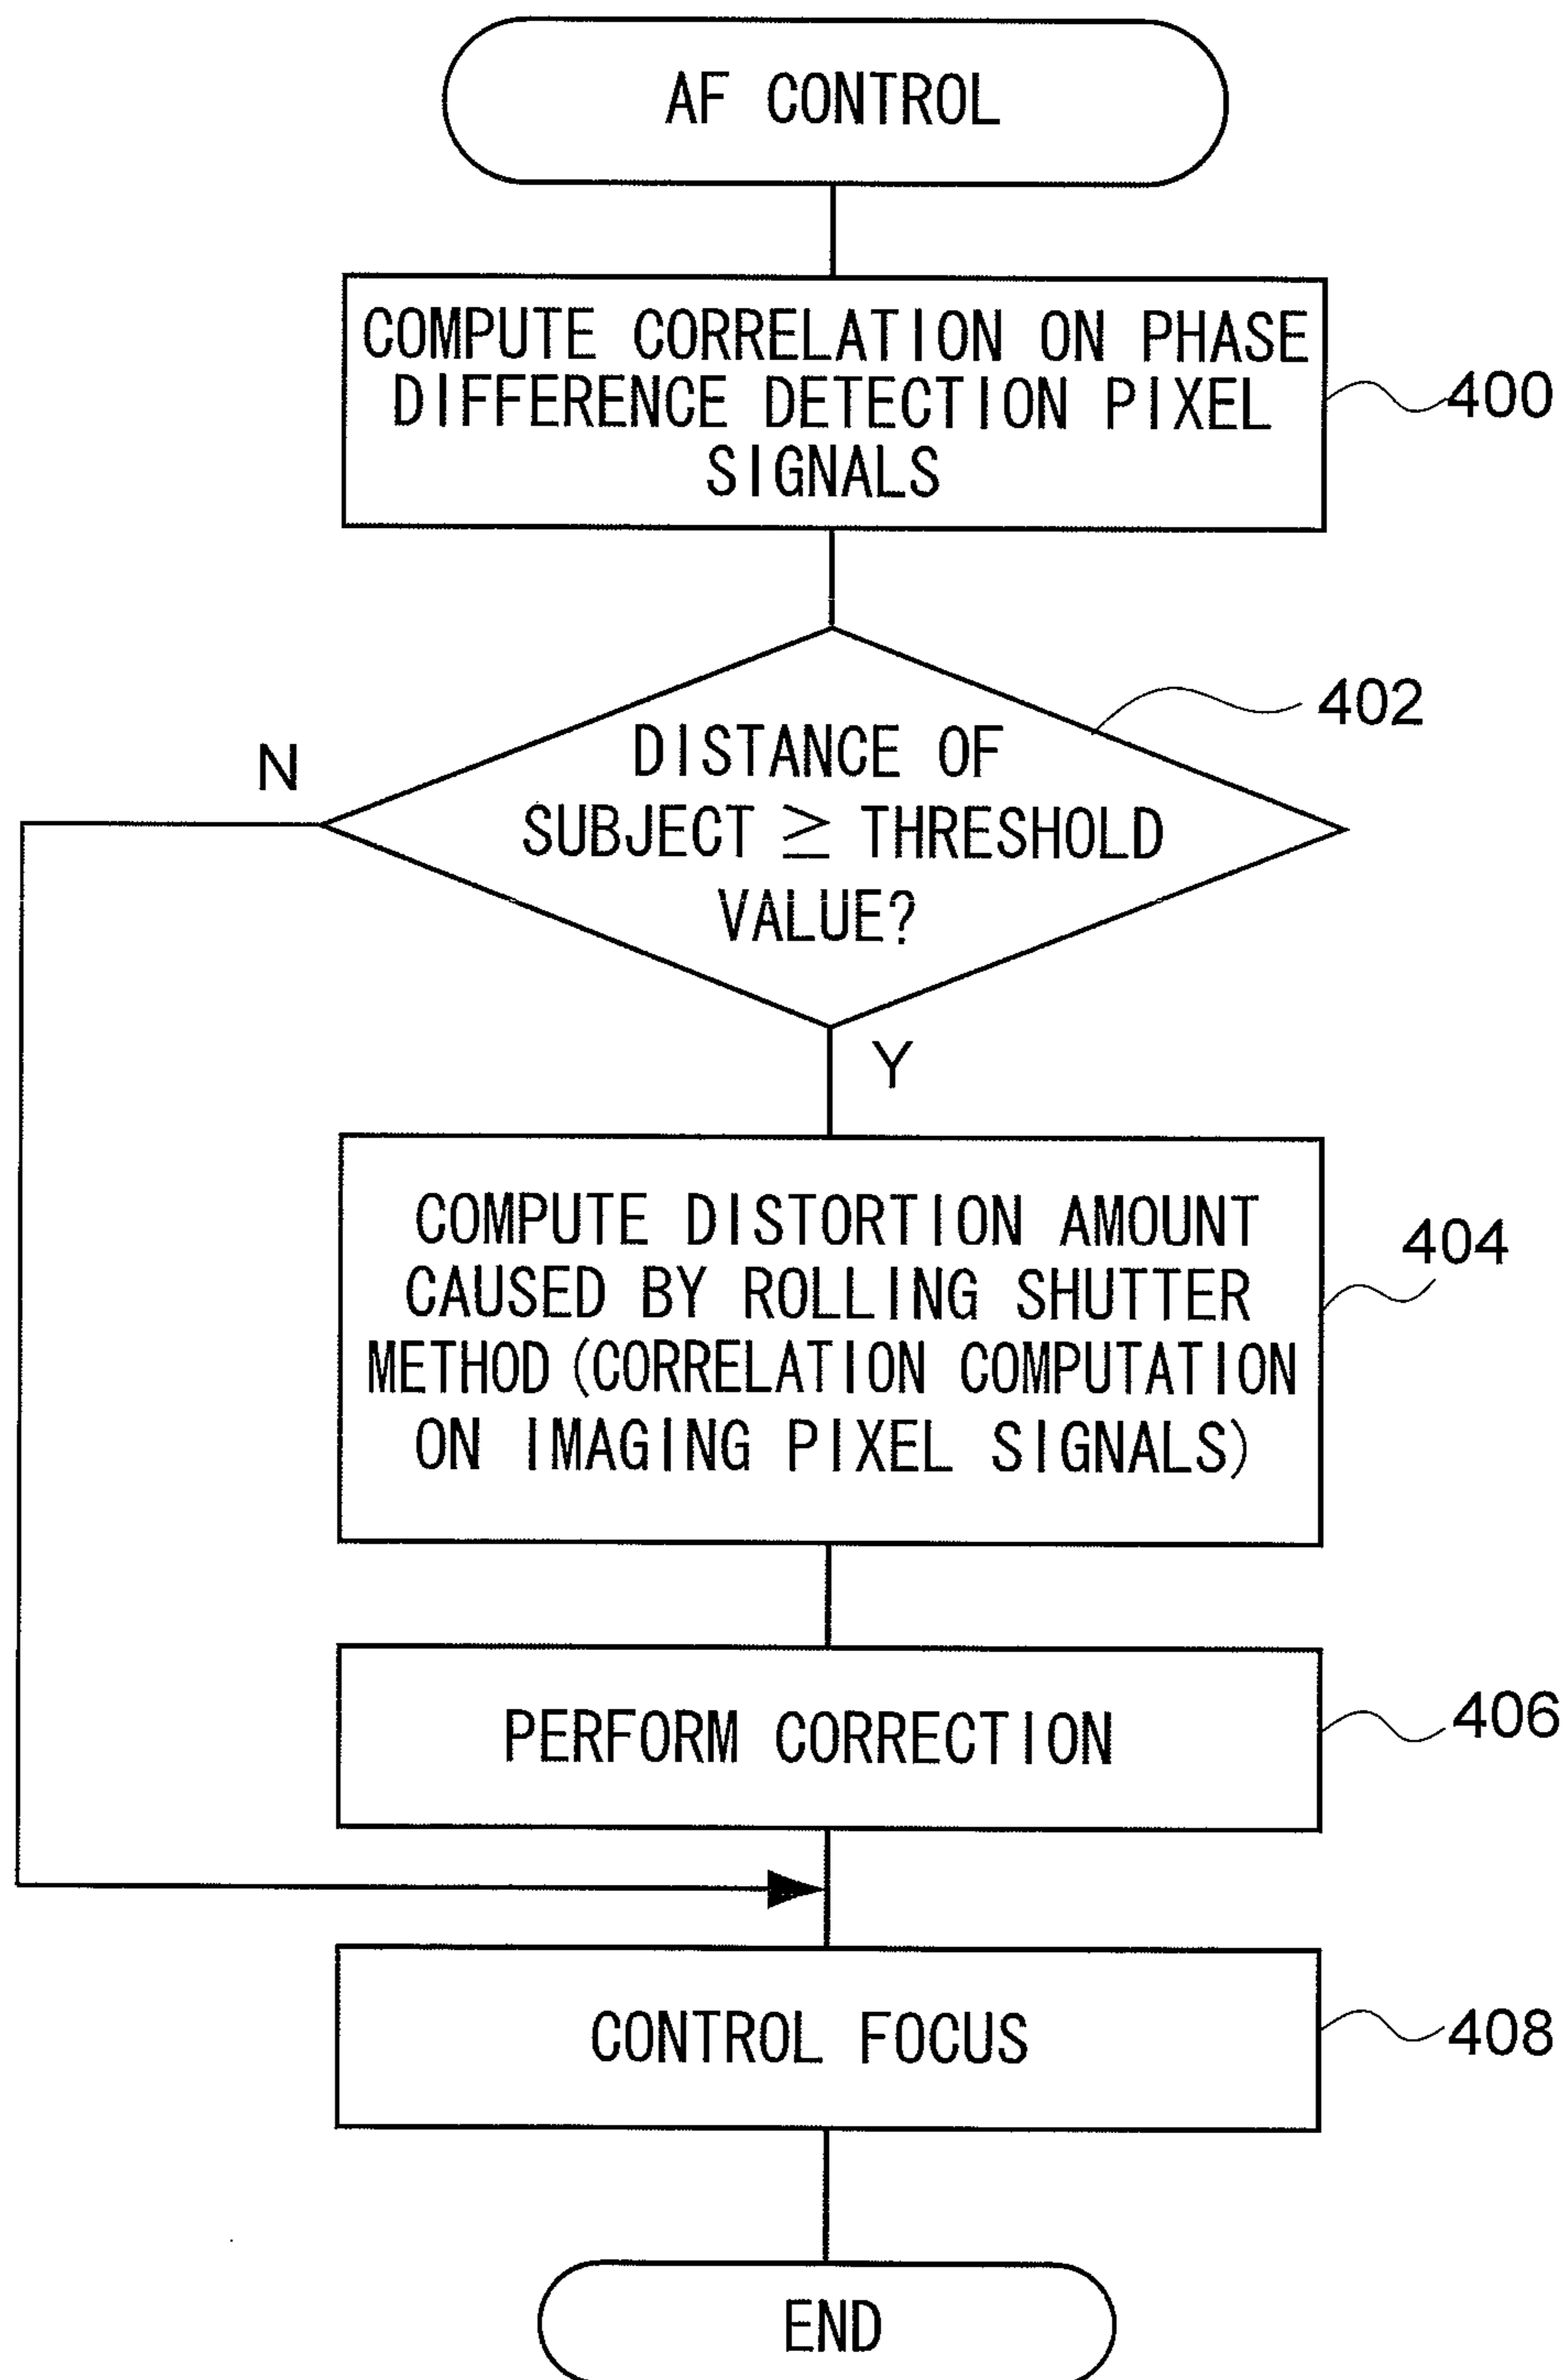 AF CONTROL
COMPUTE CORRELATION ON PHASE
DIFFERENCE DETECTION PIXEL
SIGNALS
400
402
DISTANCE OF
SUBJECT ≧ THRESHOLD
VALUE?
N
Y
COMPUTE DISTORTION AMOUNT
CAUSED BY ROLLING SHUTTER
METHOD (CORRELATION COMPUTATION
ON IMAGING PIXEL SIGNALS)
404
PERFORM CORRECTION
406
CONTROL FOCUS
408
END